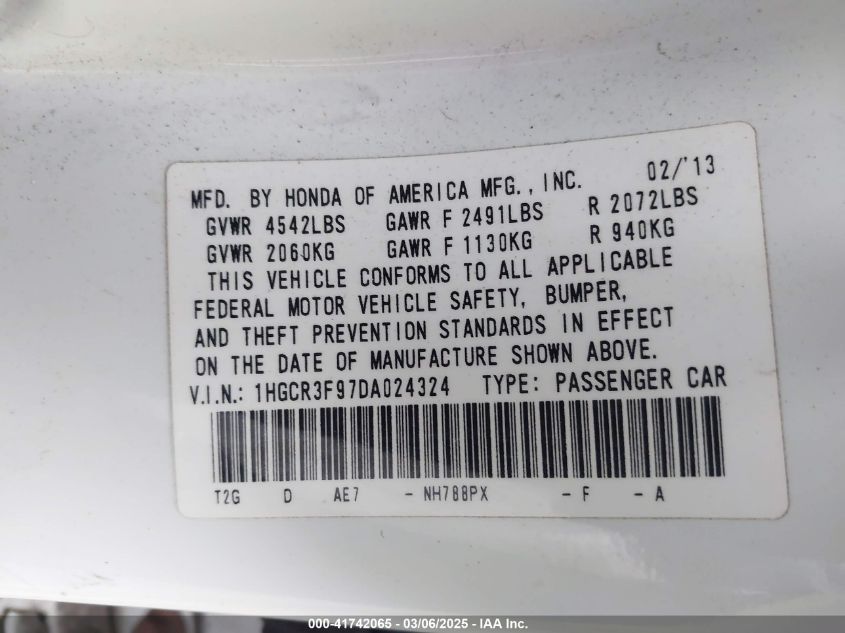 MFD. BY HONDA OF AMERICA MFG., INC. 02/'13
GVWR 4542LBS GAWR F 2491LBS R 2072LBS
GVWR 2060KG GAWR F 1130KG R 940KG
THIS VEHICLE CONFORMS TO ALL APPLICABLE
FEDERAL MOTOR VEHICLE SAFETY, BUMPER,
AND THEFT PREVENTION STANDARDS IN EFFECT
ON THE DATE OF MANUFACTURE SHOWN ABOVE.
V.I.N.: 1HGCR3F97DA024324 TYPE: PASSENGER CAR
T2G D AE7 - NH788PX - F - A
000-41742065 - 03/06/2025 - IAA Inc.